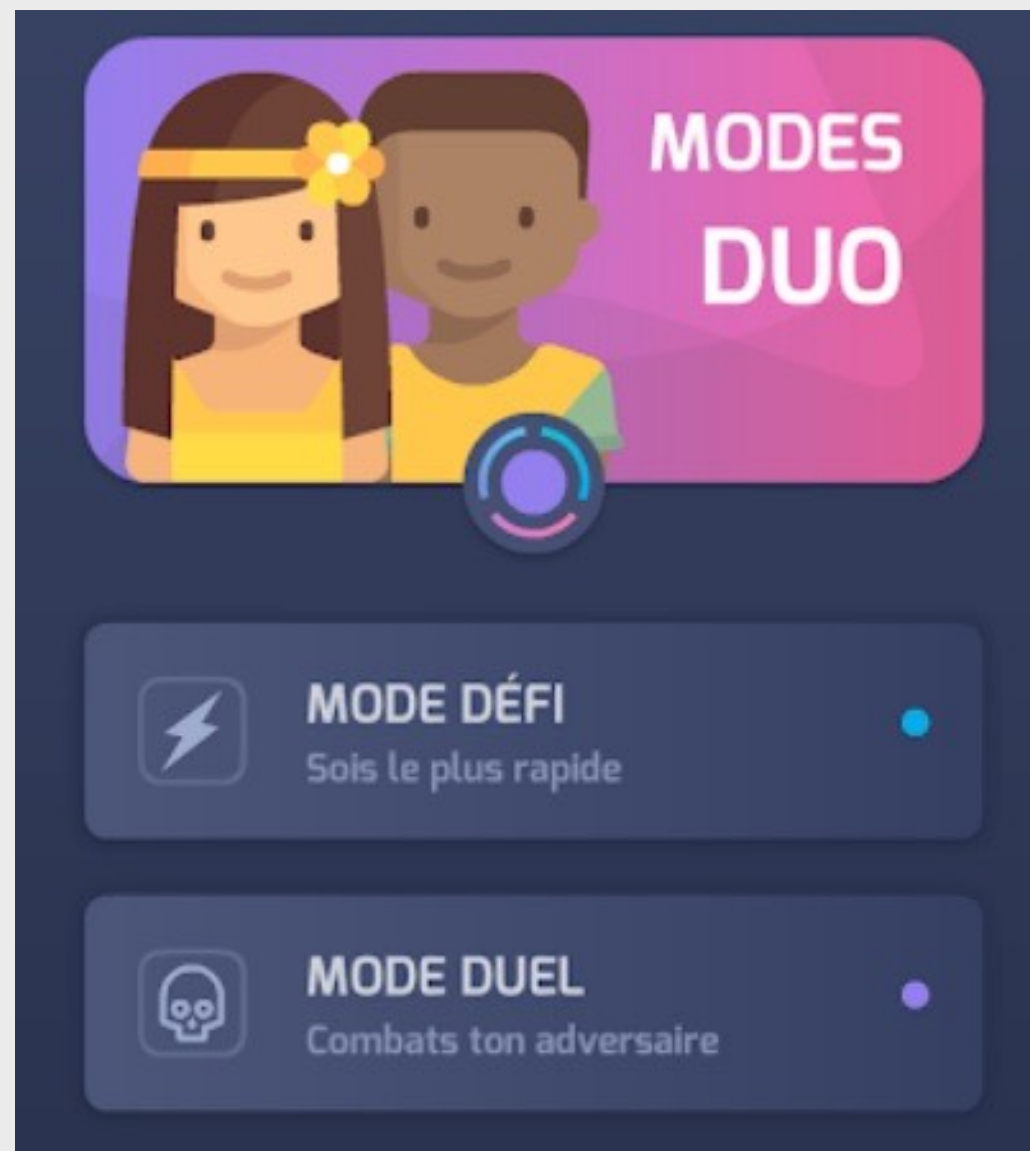 MODES
DUO
MODE DÉFI
Sois le plus rapide
MODE DUEL
Combats ton adversaire